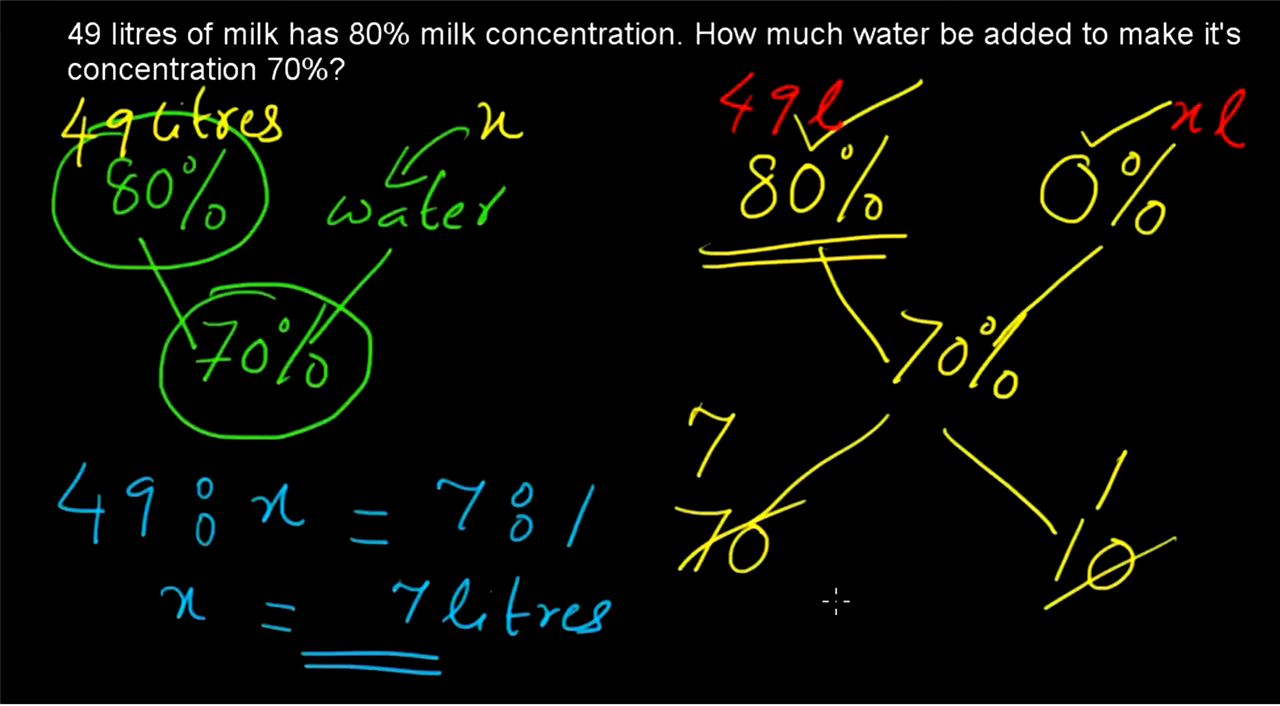 49 litres of milk has 80% milk concentration. How much water be added to make it's
concentration 70%?
49 litres x
80% water
70%
49l xl
80% 0%
70%
7 1
70 10
49 : x = 7 : 1
x = 7 litres